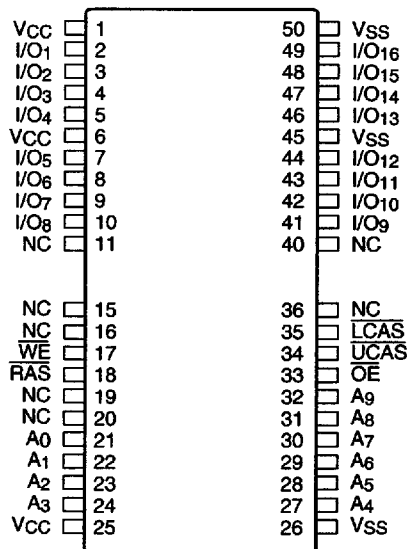 VCC 1 50 VSS
I/O1 2 49 I/O16
I/O2 3 48 I/O15
I/O3 4 47 I/O14
I/O4 5 46 I/O13
VCC 6 45 VSS
I/O5 7 44 I/O12
I/O6 8 43 I/O11
I/O7 9 42 I/O10
I/O8 10 41 I/O9
NC 11 40 NC
NC 15 36 NC
NC 16 35 LCAS
WE 17 34 UCAS
RAS 18 33 OE
NC 19 32 A9
NC 20 31 A8
A0 21 30 A7
A1 22 29 A6
A2 23 28 A5
A3 24 27 A4
VCC 25 26 VSS